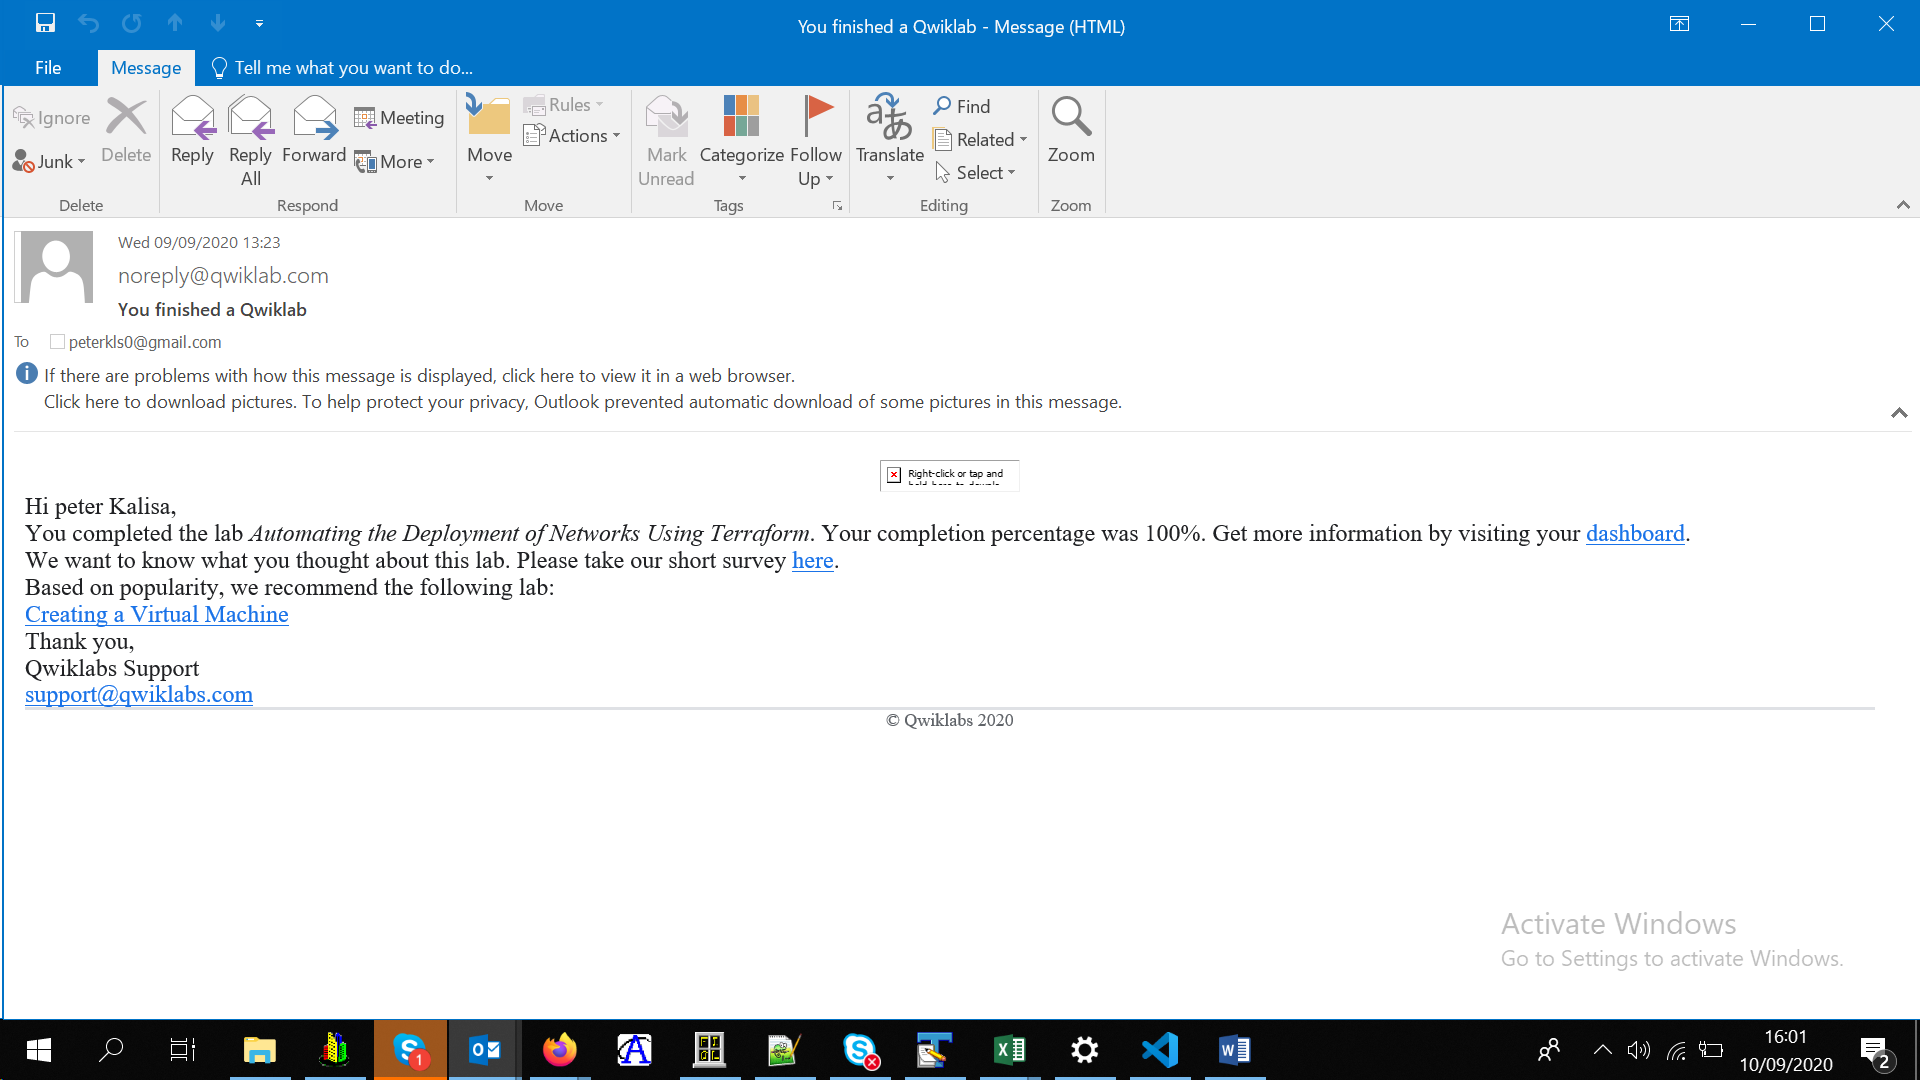 You finished a Qwiklab - Message (HTML)
File Message Tell me what you want to do...
Ignore
Junk
Delete
Reply
Reply All
Forward
Meeting
More
Move
Rules
Actions
Mark Unread
Categorize
Follow Up
Translate
Find
Related
Select
Zoom
Delete Respond Move Tags Editing Zoom
Wed 09/09/2020 13:23
noreply@qwiklab.com
You finished a Qwiklab
To peterkls0@gmail.com
If there are problems with how this message is displayed, click here to view it in a web browser.
Click here to download pictures. To help protect your privacy, Outlook prevented automatic download of some pictures in this message.
Right-click or tap and
Hi peter Kalisa,
You completed the lab Automating the Deployment of Networks Using Terraform. Your completion percentage was 100%. Get more information by visiting your dashboard.
We want to know what you thought about this lab. Please take our short survey here.
Based on popularity, we recommend the following lab:
Creating a Virtual Machine
Thank you,
Qwiklabs Support
support@qwiklabs.com
© Qwiklabs 2020
Activate Windows
Go to Settings to activate Windows.
16:01
10/09/2020
2